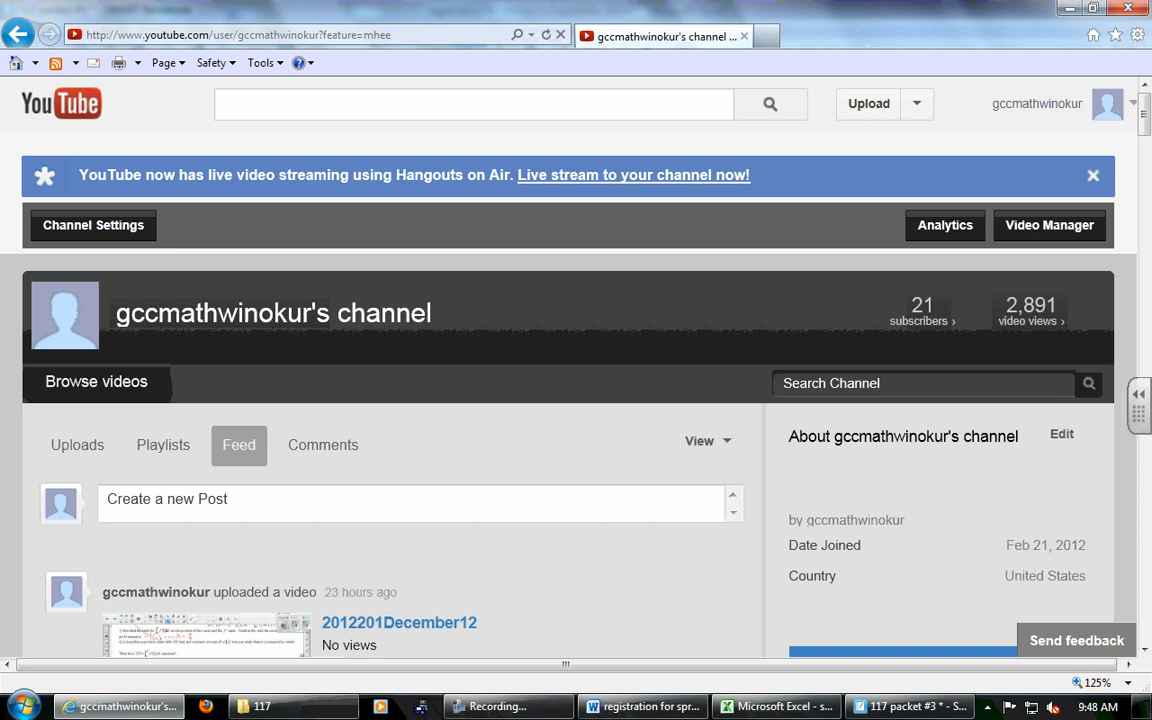 http://www.youtube.com/user/gccmathwinokur?feature=mhee
gccmathwinokur's channel ...
Page Safety Tools
YouTube
Upload
gccmathwinokur
YouTube now has live video streaming using Hangouts on Air. Live stream to your channel now!
Channel Settings
Analytics
Video Manager
gccmathwinokur's channel
21
subscribers ›
2,891
video views ›
Browse videos
Search Channel
Uploads Playlists Feed Comments
View
About gccmathwinokur's channel
Edit
Create a new Post
by gccmathwinokur
Date Joined Feb 21, 2012
Country United States
gccmathwinokur uploaded a video 23 hours ago
2012201December12
No views
Send feedback
125%
gccmathwinokur's...
117
Recording...
registration for spr...
Microsoft Excel - s...
117 packet #3 * - S...
9:48 AM